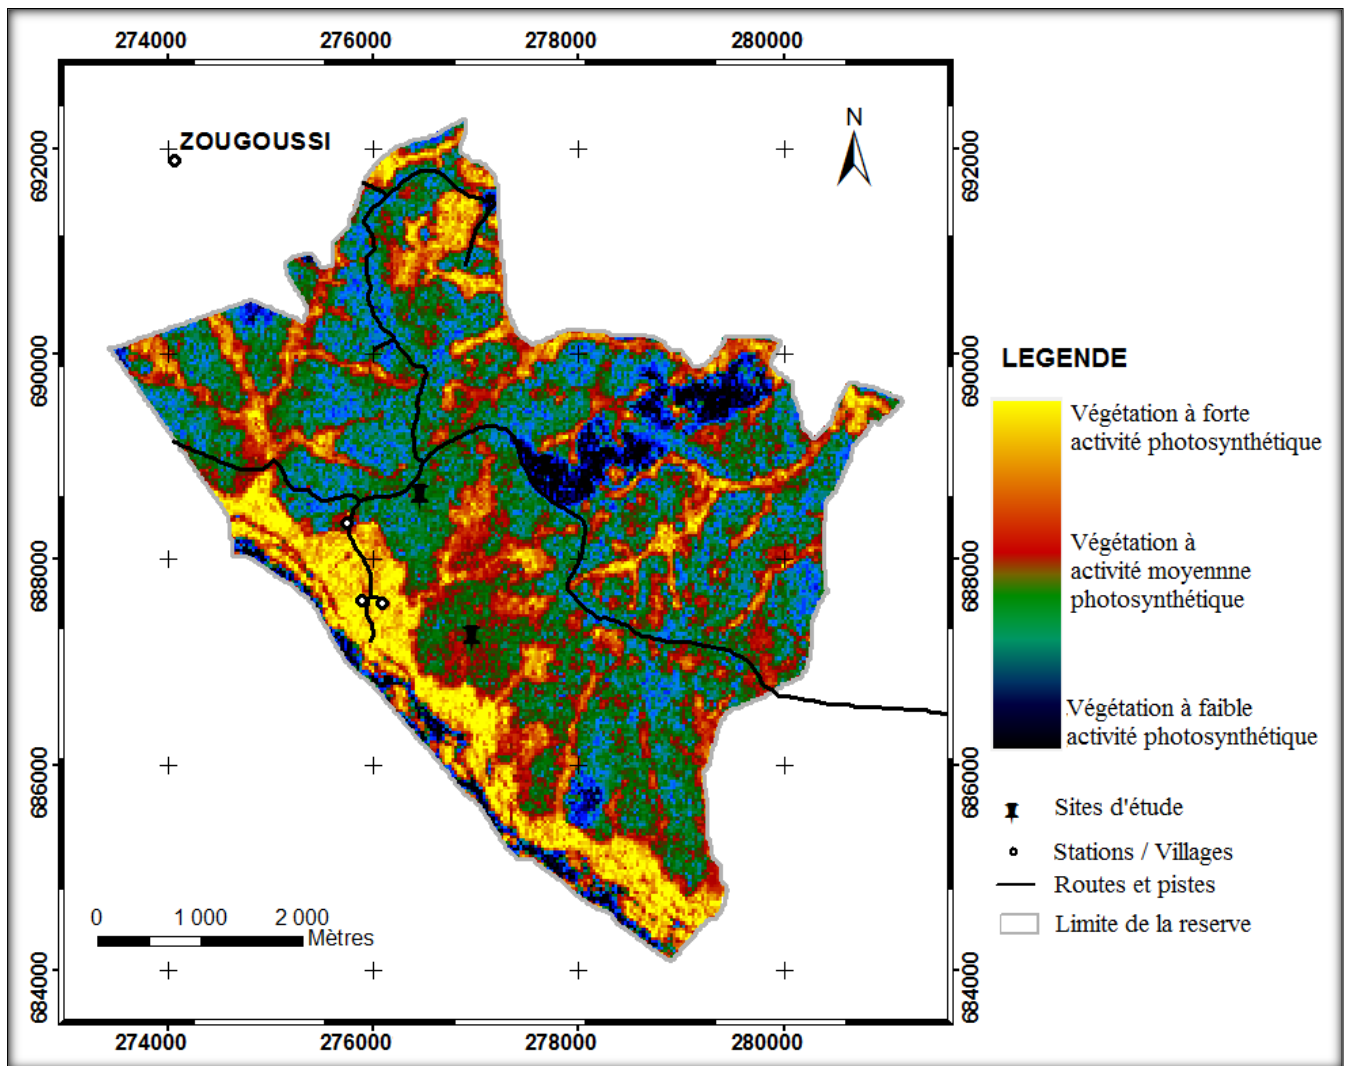 274000 276000 278000 280000
N
ZOUGOUSSI
692000 692000
690000 690000
688000 688000
686000 686000
684000 684000
0 1 000 2 000
Mètres
274000 276000 278000 280000
LEGENDE
Végétation à forte
activité photosynthétique
Végétation à
activité moyennne
photosynthétique
Végétation à faible
activité photosynthétique
Sites d'étude
Stations / Villages
Routes et pistes
Limite de la reserve